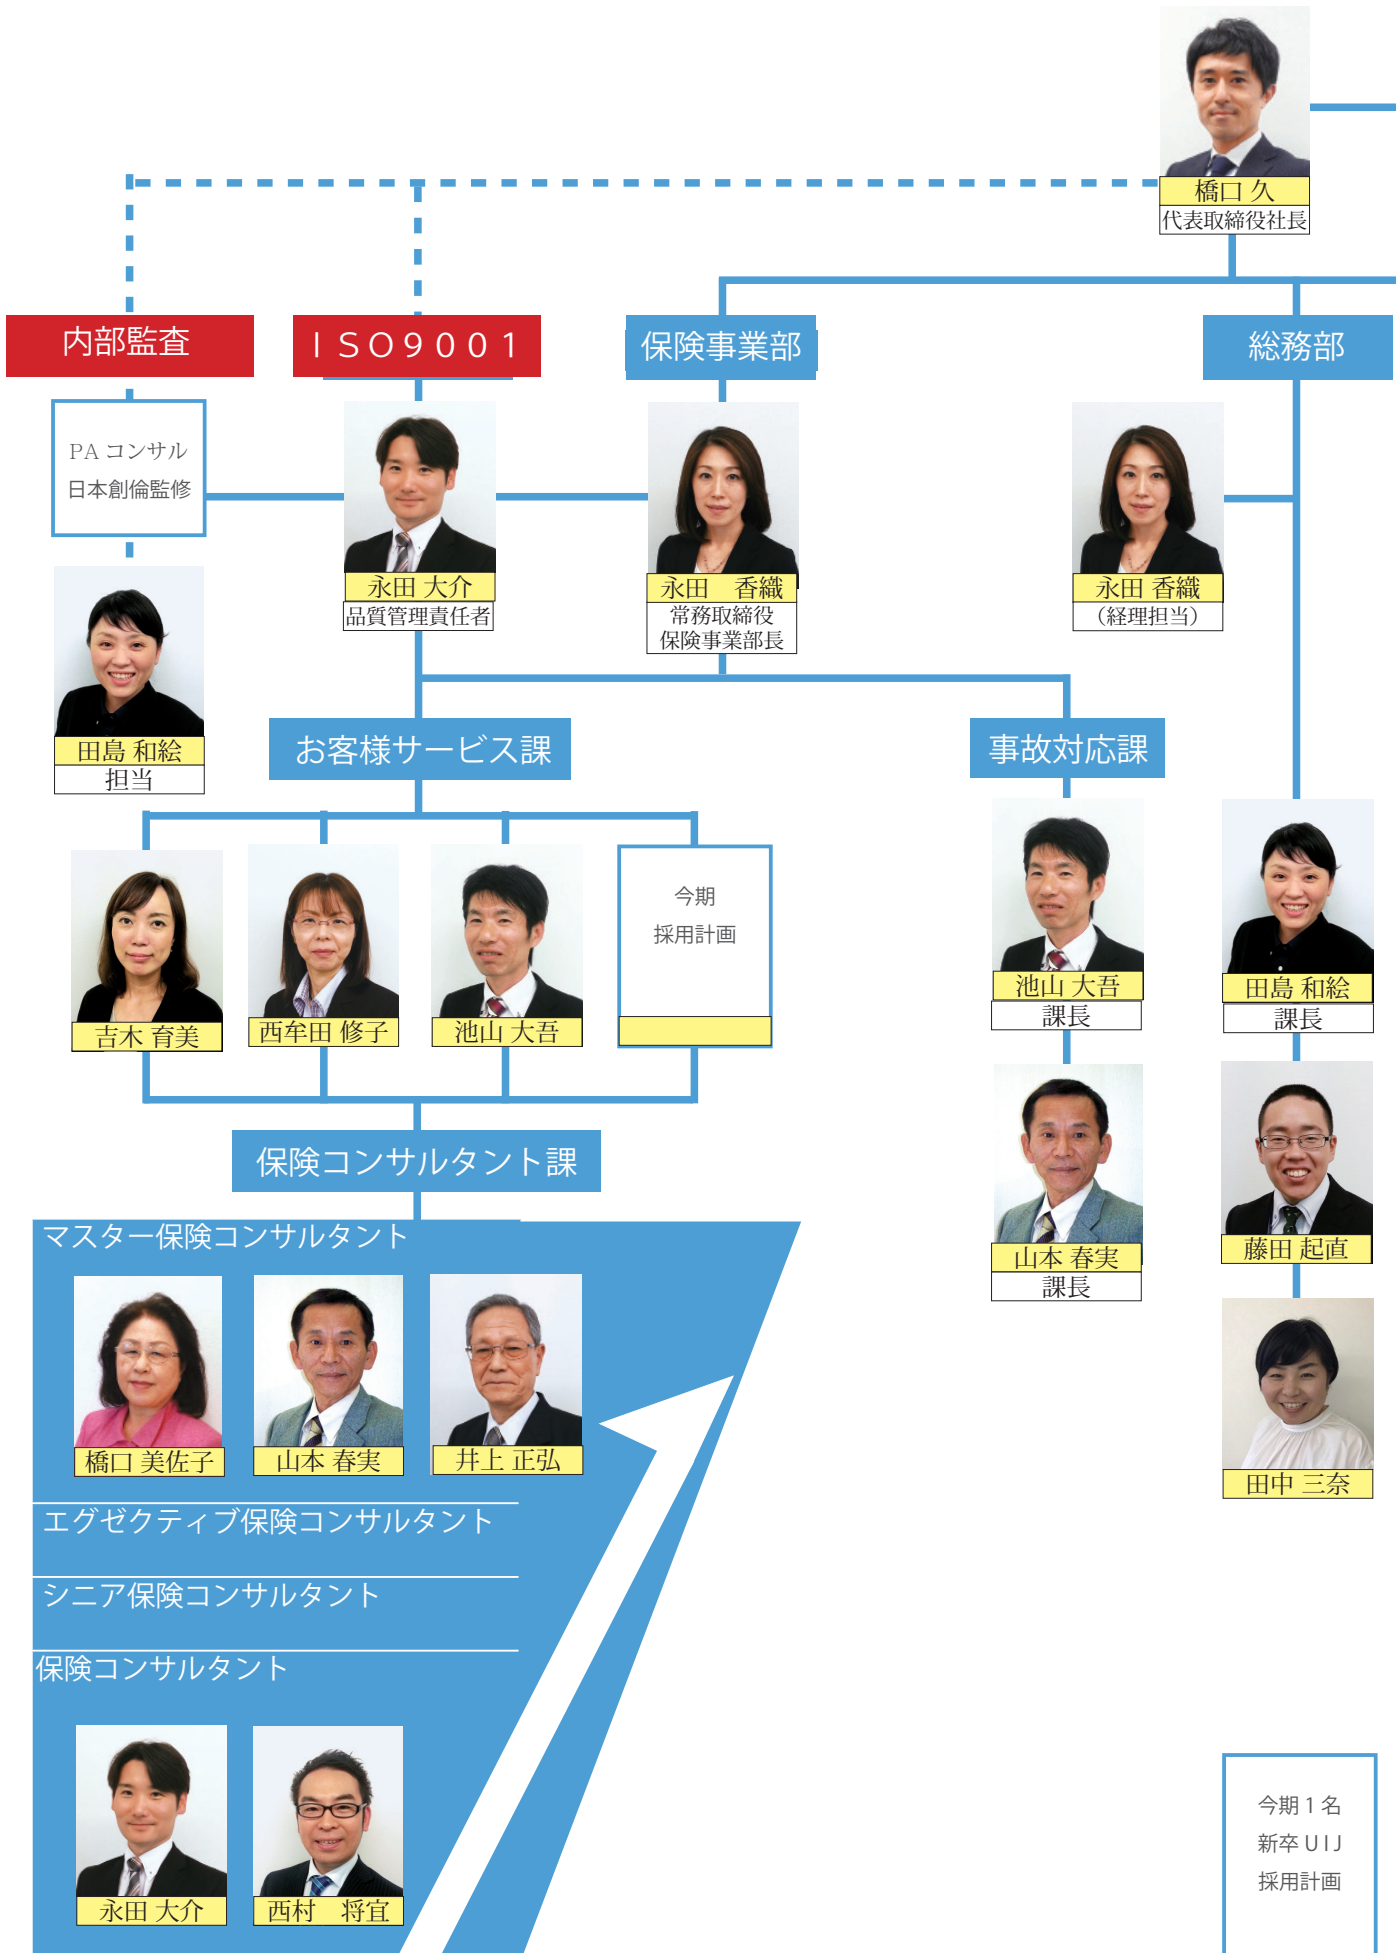 橋口 久
代表取締役社長
内部監査
ＩＳＯ９００１
保険事業部
総務部
PA コンサル
日本創倫監修
永田 大介
品質管理責任者
永田　香織
常務取締役
保険事業部長
永田 香織
（経理担当）
田島 和絵
担当
お客様サービス課
事故対応課
今期
採用計画
吉木 育美
西牟田 修子
池山 大吾
池山 大吾
課長
田島 和絵
課長
保険コンサルタント課
山本 春実
課長
藤田 起直
マスター保険コンサルタント
橋口 美佐子
山本 春実
井上 正弘
田中 三奈
エグゼクティブ保険コンサルタント
シニア保険コンサルタント
保険コンサルタント
永田 大介
西村　将宜
今期 1 名
新卒 UIJ
採用計画